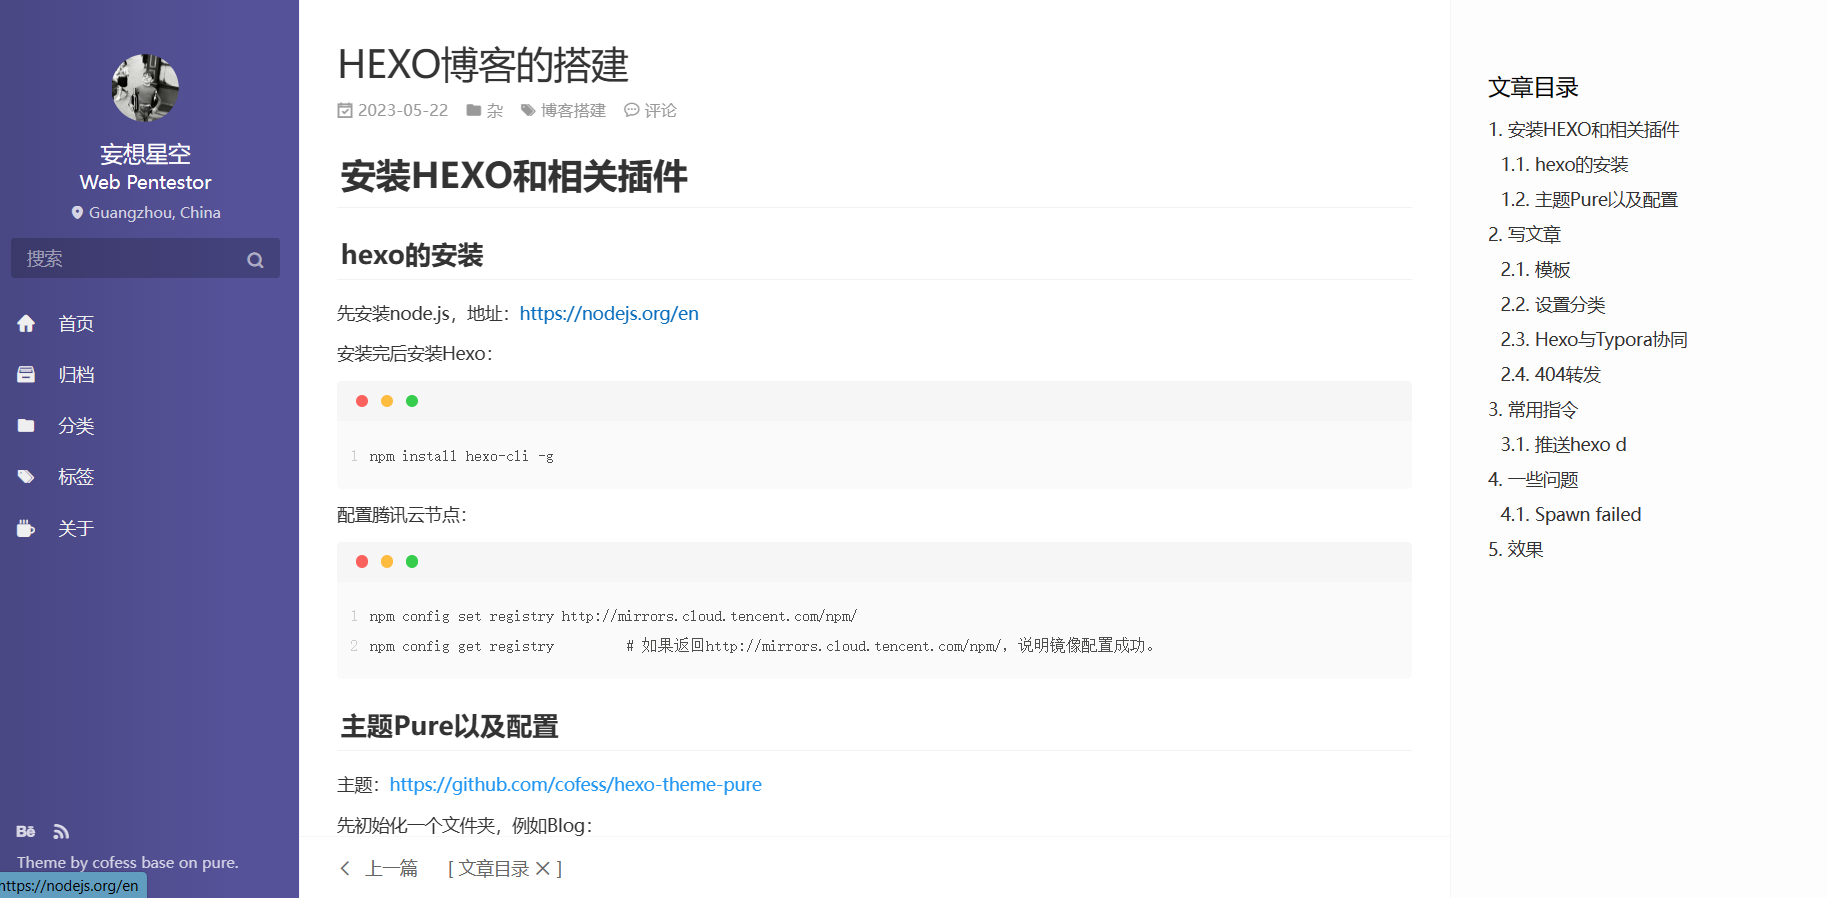 妄想星空
Web Pentestor
Guangzhou, China
搜索
首页
归档
分类
标签
关于
Bē
Theme by cofess base on pure.
https://nodejs.org/en
HEXO博客的搭建
2023-05-22 杂 博客搭建 评论
安装HEXO和相关插件
hexo的安装
先安装node.js，地址：https://nodejs.org/en
安装完后安装Hexo：
1 npm install hexo-cli -g
配置腾讯云节点：
1 npm config set registry http://mirrors.cloud.tencent.com/npm/
2 npm config get registry # 如果返回http://mirrors.cloud.tencent.com/npm/，说明镜像配置成功。
主题Pure以及配置
主题：https://github.com/cofess/hexo-theme-pure
先初始化一个文件夹，例如Blog：
上一篇 [ 文章目录 ]
文章目录
1. 安装HEXO和相关插件
1.1. hexo的安装
1.2. 主题Pure以及配置
2. 写文章
2.1. 模板
2.2. 设置分类
2.3. Hexo与Typora协同
2.4. 404转发
3. 常用指令
3.1. 推送hexo d
4. 一些问题
4.1. Spawn failed
5. 效果